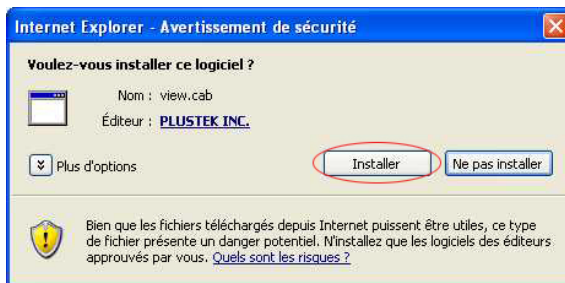 Internet Explorer - Avertissement de sécurité
Voulez-vous installer ce logiciel ?
Nom : view.cab
Éditeur : PLUSTEK INC.
Plus d'options
Installer
Ne pas installer
Bien que les fichiers téléchargés depuis Internet puissent être utiles, ce type
de fichier présente un danger potentiel. N'installez que les logiciels des éditeurs
approuvés par vous. Quels sont les risques ?